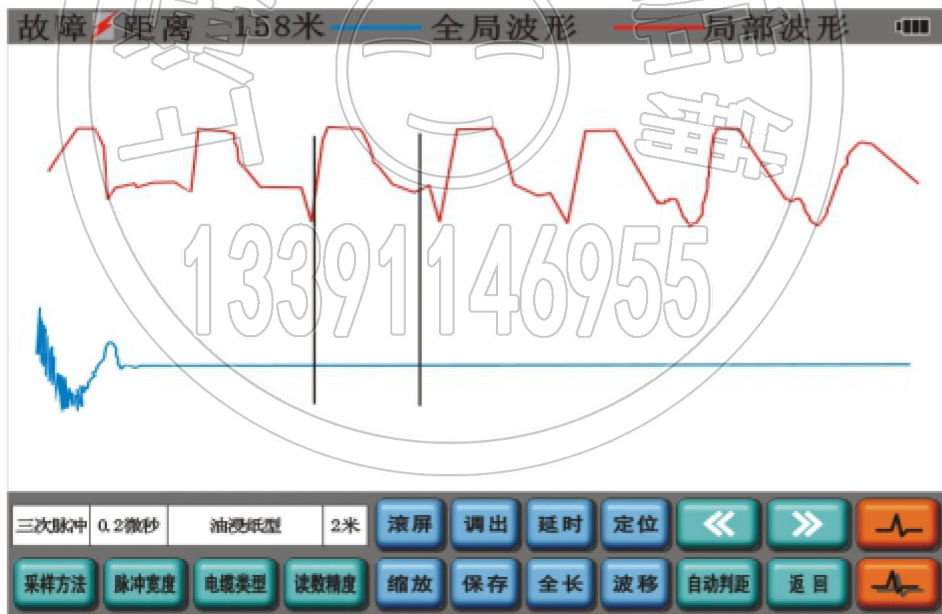 故障距离 158米 全局波形 局部波形
13391146955
三次脉冲 0.2微秒 油浸纸型 2米 滚屏 调出 延时 定位
采样方法 脉冲宽度 电缆类型 读数精度 缩放 保存 全长 波移 自动判距 返回